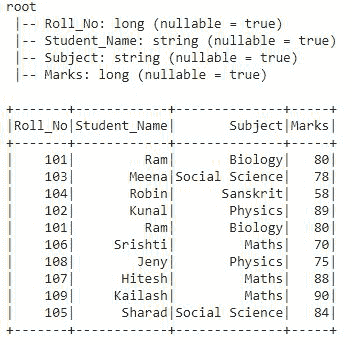 root
 |-- Roll_No: long (nullable = true)
 |-- Student_Name: string (nullable = true)
 |-- Subject: string (nullable = true)
 |-- Marks: long (nullable = true)

+-------+------------+--------------+-----+
|Roll_No|Student_Name|       Subject|Marks|
+-------+------------+--------------+-----+
|    101|         Ram|       Biology|   80|
|    103|       Meena|Social Science|   78|
|    104|       Robin|      Sanskrit|   58|
|    102|       Kunal|       Physics|   89|
|    101|         Ram|       Biology|   80|
|    106|     Srishti|         Maths|   70|
|    108|        Jeny|       Physics|   75|
|    107|      Hitesh|         Maths|   88|
|    109|     Kailash|         Maths|   90|
|    105|      Sharad|Social Science|   84|
+-------+------------+--------------+-----+